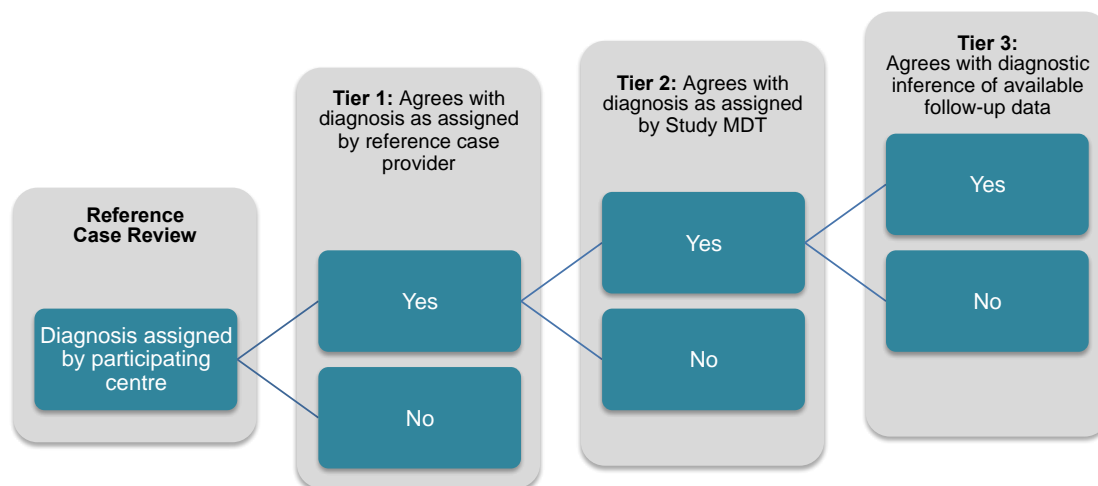 Reference
Case Review
Diagnosis assigned
by participating
centre
Tier 1: Agrees with
diagnosis as assigned
by reference case
provider
Yes
No
Tier 2: Agrees with
diagnosis as assigned
by Study MDT
Yes
No
Tier 3:
Agrees with diagnostic
inference of available
follow-up data
Yes
No